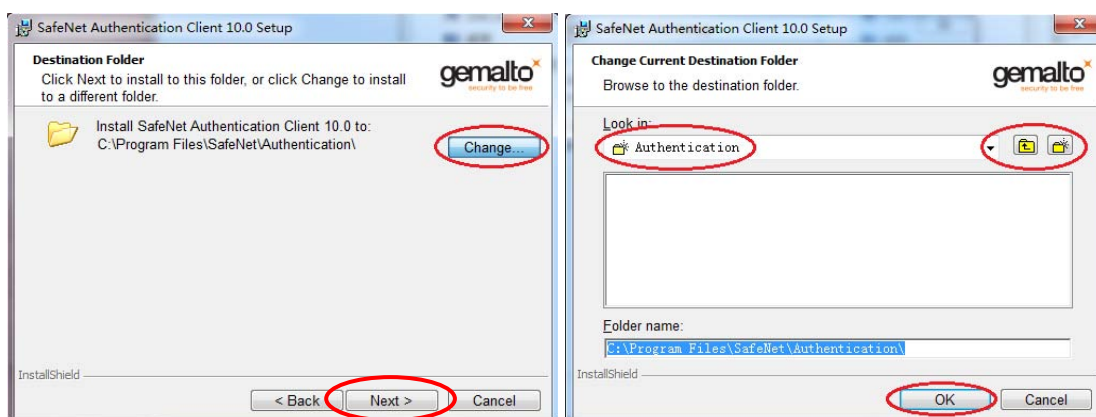 SafeNet Authentication Client 10.0 Setup
Destination Folder
Click Next to install to this folder, or click Change to install
to a different folder.
gemalto
security to be free
Install SafeNet Authentication Client 10.0 to:
C:\Program Files\SafeNet\Authentication\
Change...
InstallShield
< Back
Next >
Cancel
SafeNet Authentication Client 10.0 Setup
Change Current Destination Folder
Browse to the destination folder.
gemalto
security to be free
Look in:
Authentication
Folder name:
C:\Program Files\SafeNet\Authentication\
InstallShield
OK
Cancel